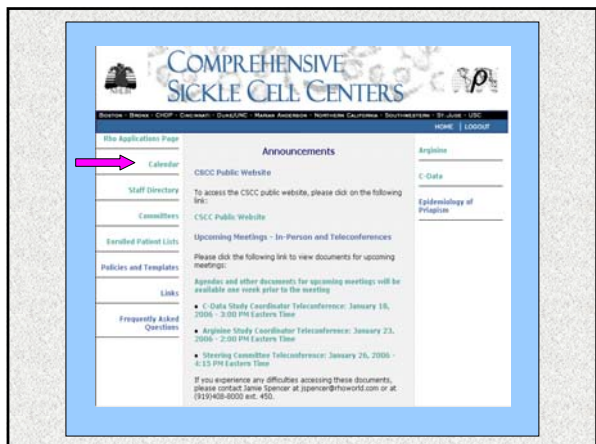 COMPREHENSIVE
SICKLE CELL CENTERS
BOSTON · BRONX · CHOP · CINCINNATI · DUKE/UNC · MARIAN ANDERSON · NORTHERN CALIFORNIA · SOUTHWESTERN · ST JUDE · USC
HOME | LOGOUT
Rho Applications Page
Calendar
Staff Directory
Committees
Enrolled Patient Lists
Policies and Templates
Links
Frequently Asked
Questions
Announcements
CSCC Public Website
To access the CSCC public website, please click on the following
link:
CSCC Public Website
Upcoming Meetings - In-Person and Teleconferences
Please click the following link to view documents for upcoming
meetings:
Agendas and other documents for upcoming meetings will be
available one week prior to the meeting
• C-Data Study Coordinator Teleconference: January 18,
2006 - 3:00 PM Eastern Time
• Arginine Study Coordinator Teleconference: January 23,
2006 - 2:00 PM Eastern Time
• Steering Committee Teleconference: January 26, 2006 -
4:15 PM Eastern Time
If you experience any difficulties accessing these documents,
please contact Jamie Spencer at jspencer@rhoworld.com or at
(919)408-8000 ext. 450.
Arginine
C-Data
Epidemiology of
Priapism